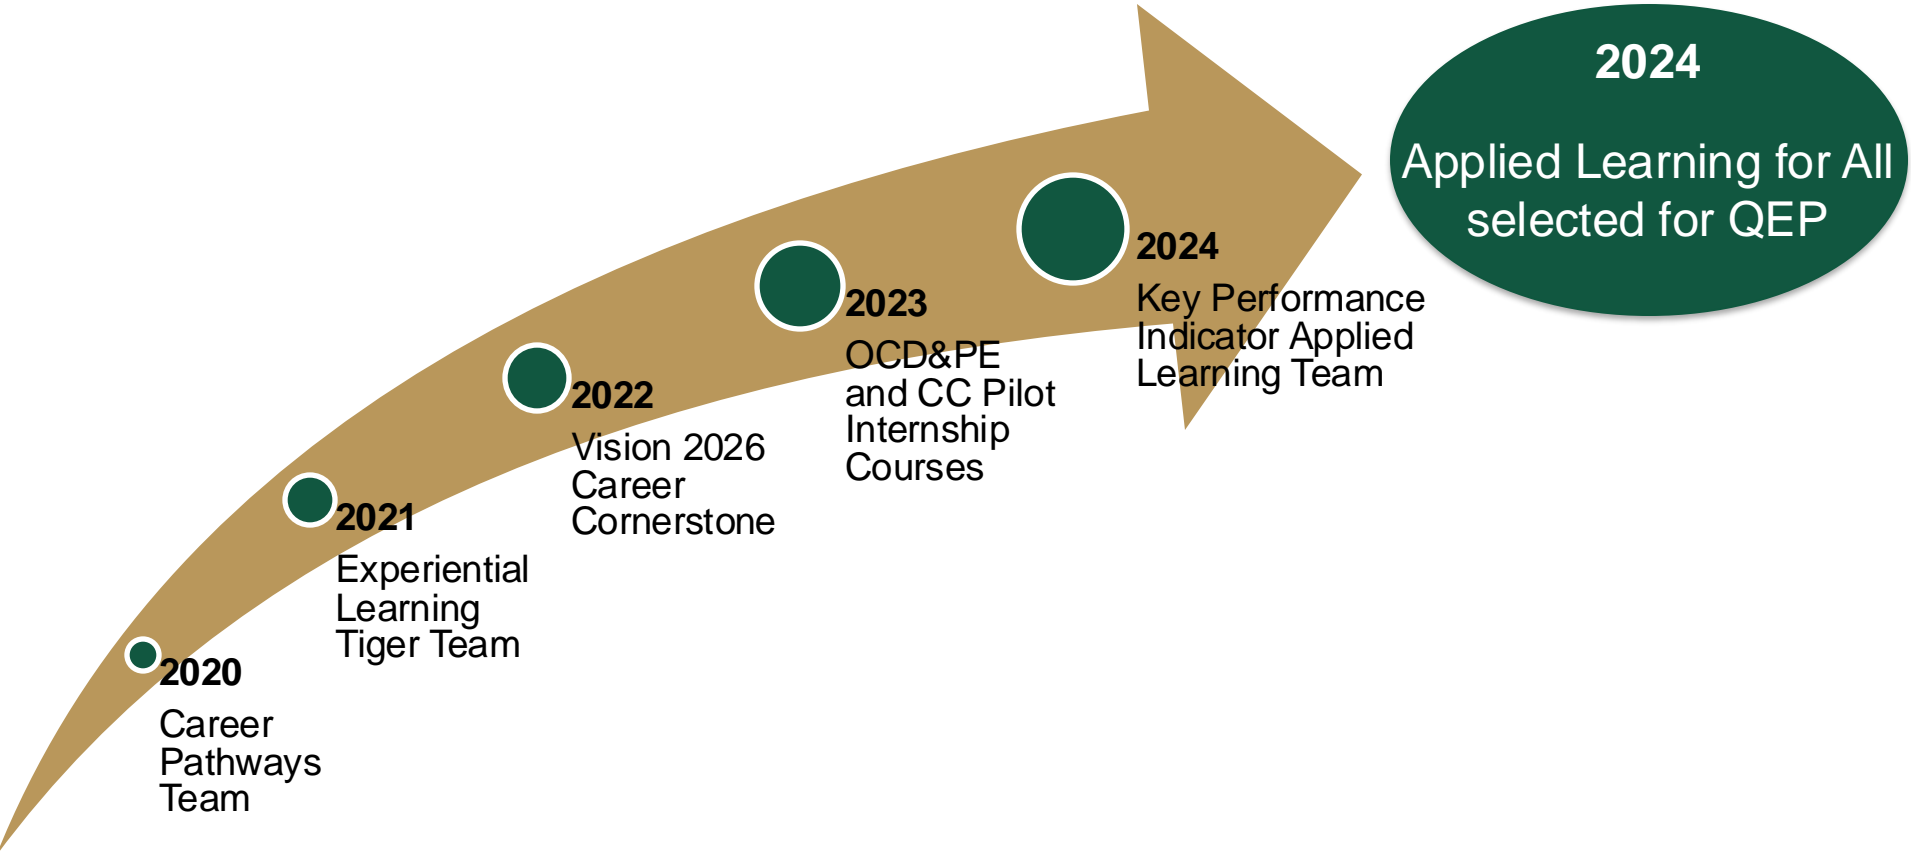 2020
Career
Pathways
Team
2021
Experiential
Learning
Tiger Team
2022
Vision 2026
Career
Cornerstone
2023
OCD&PE
and CC Pilot
Internship
Courses
2024
Key Performance
Indicator Applied
Learning Team
2024
Applied Learning for All
selected for QEP